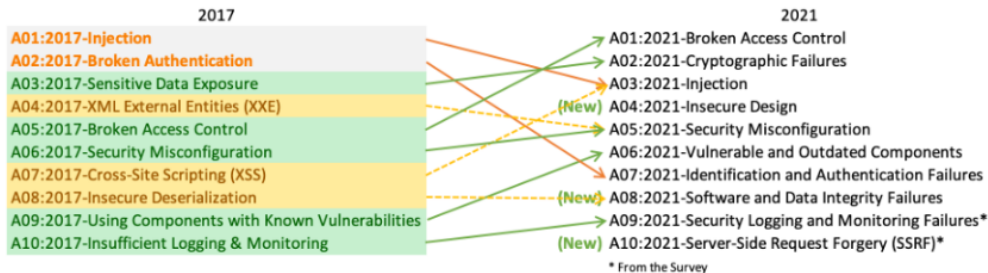 2017
A01:2017-Injection
A02:2017-Broken Authentication
A03:2017-Sensitive Data Exposure
A04:2017-XML External Entities (XXE)
A05:2017-Broken Access Control
A06:2017-Security Misconfiguration
A07:2017-Cross-Site Scripting (XSS)
A08:2017-Insecure Deserialization
A09:2017-Using Components with Known Vulnerabilities
A10:2017-Insufficient Logging & Monitoring
2021
A01:2021-Broken Access Control
A02:2021-Cryptographic Failures
A03:2021-Injection
(New) A04:2021-Insecure Design
A05:2021-Security Misconfiguration
A06:2021-Vulnerable and Outdated Components
A07:2021-Identification and Authentication Failures
(New) A08:2021-Software and Data Integrity Failures
A09:2021-Security Logging and Monitoring Failures*
(New) A10:2021-Server-Side Request Forgery (SSRF)*
* From the Survey